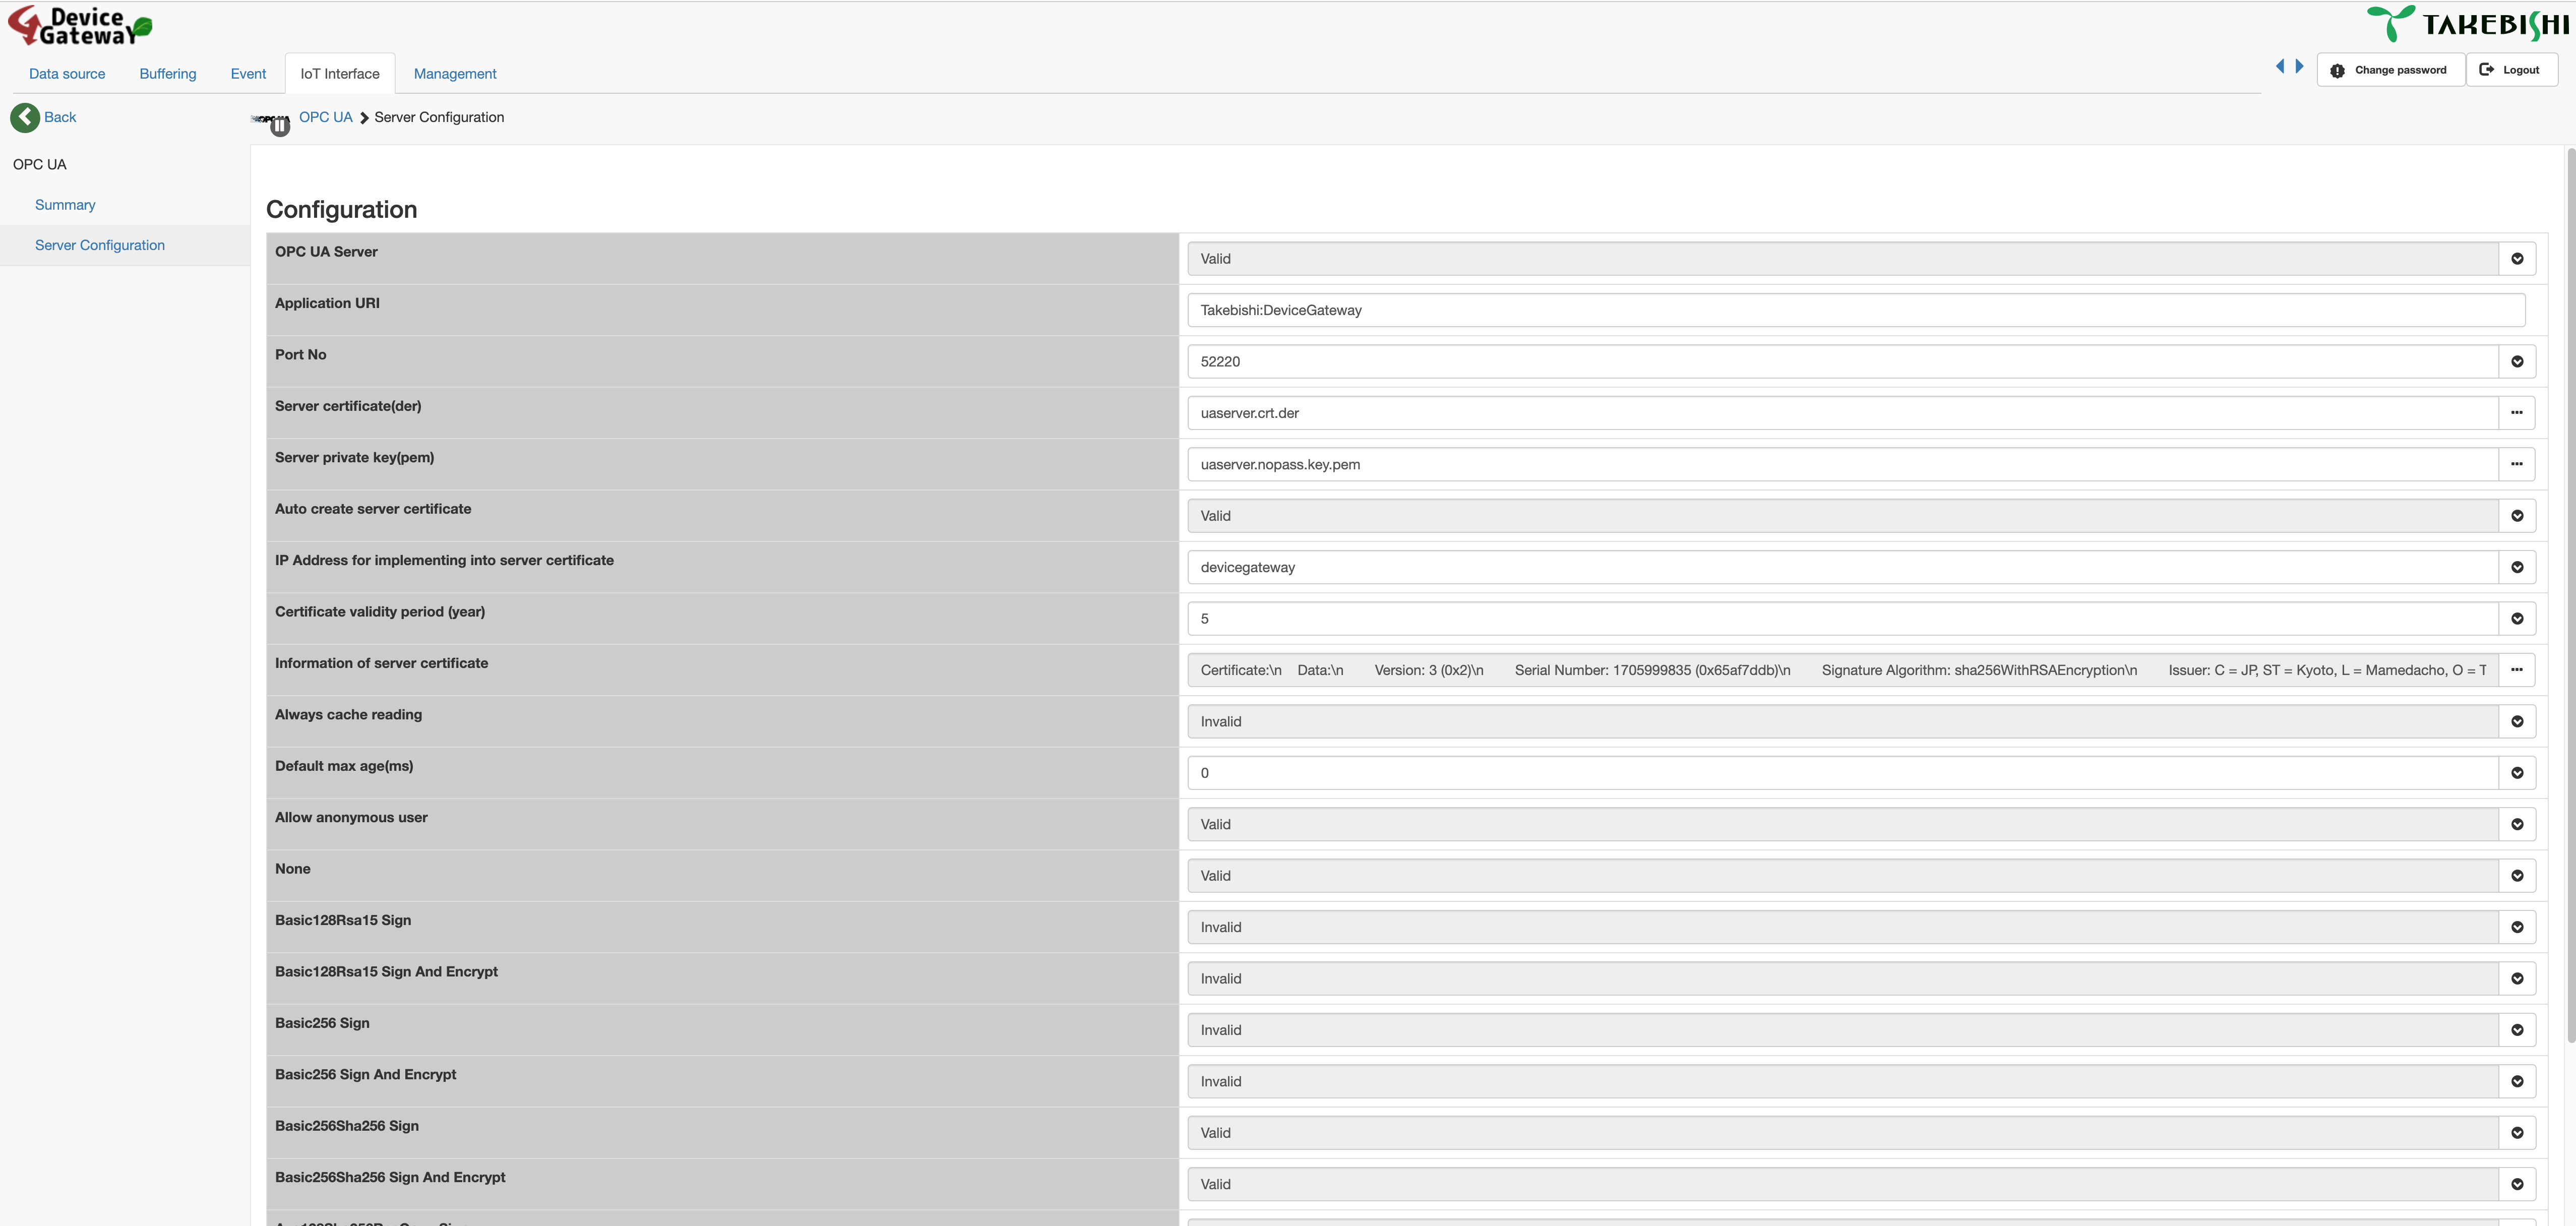 Device
Gateway
TAKEBISHI
Data source
Buffering
Event
IoT Interface
Management
Change password
Logout
Back
OPC UA
Server Configuration
OPC UA
Summary
Server Configuration
Configuration
OPC UA Server
Valid
Application URI
Takebishi:DeviceGateway
Port No
52220
Server certificate(der)
uaserver.crt.der
Server private key(pem)
uaserver.nopass.key.pem
Auto create server certificate
Valid
IP Address for implementing into server certificate
devicegateway
Certificate validity period (year)
5
Information of server certificate
Certificate:\n Data:\n Version: 3 (0x2)\n Serial Number: 1705999835 (0x65af7ddb)\n Signature Algorithm: sha256WithRSAEncryption\n Issuer: C = JP, ST = Kyoto, L = Mamedacho, O = T
Always cache reading
Invalid
Default max age(ms)
0
Allow anonymous user
Valid
None
Valid
Basic128Rsa15 Sign
Invalid
Basic128Rsa15 Sign And Encrypt
Invalid
Basic256 Sign
Invalid
Basic256 Sign And Encrypt
Invalid
Basic256Sha256 Sign
Valid
Basic256Sha256 Sign And Encrypt
Valid